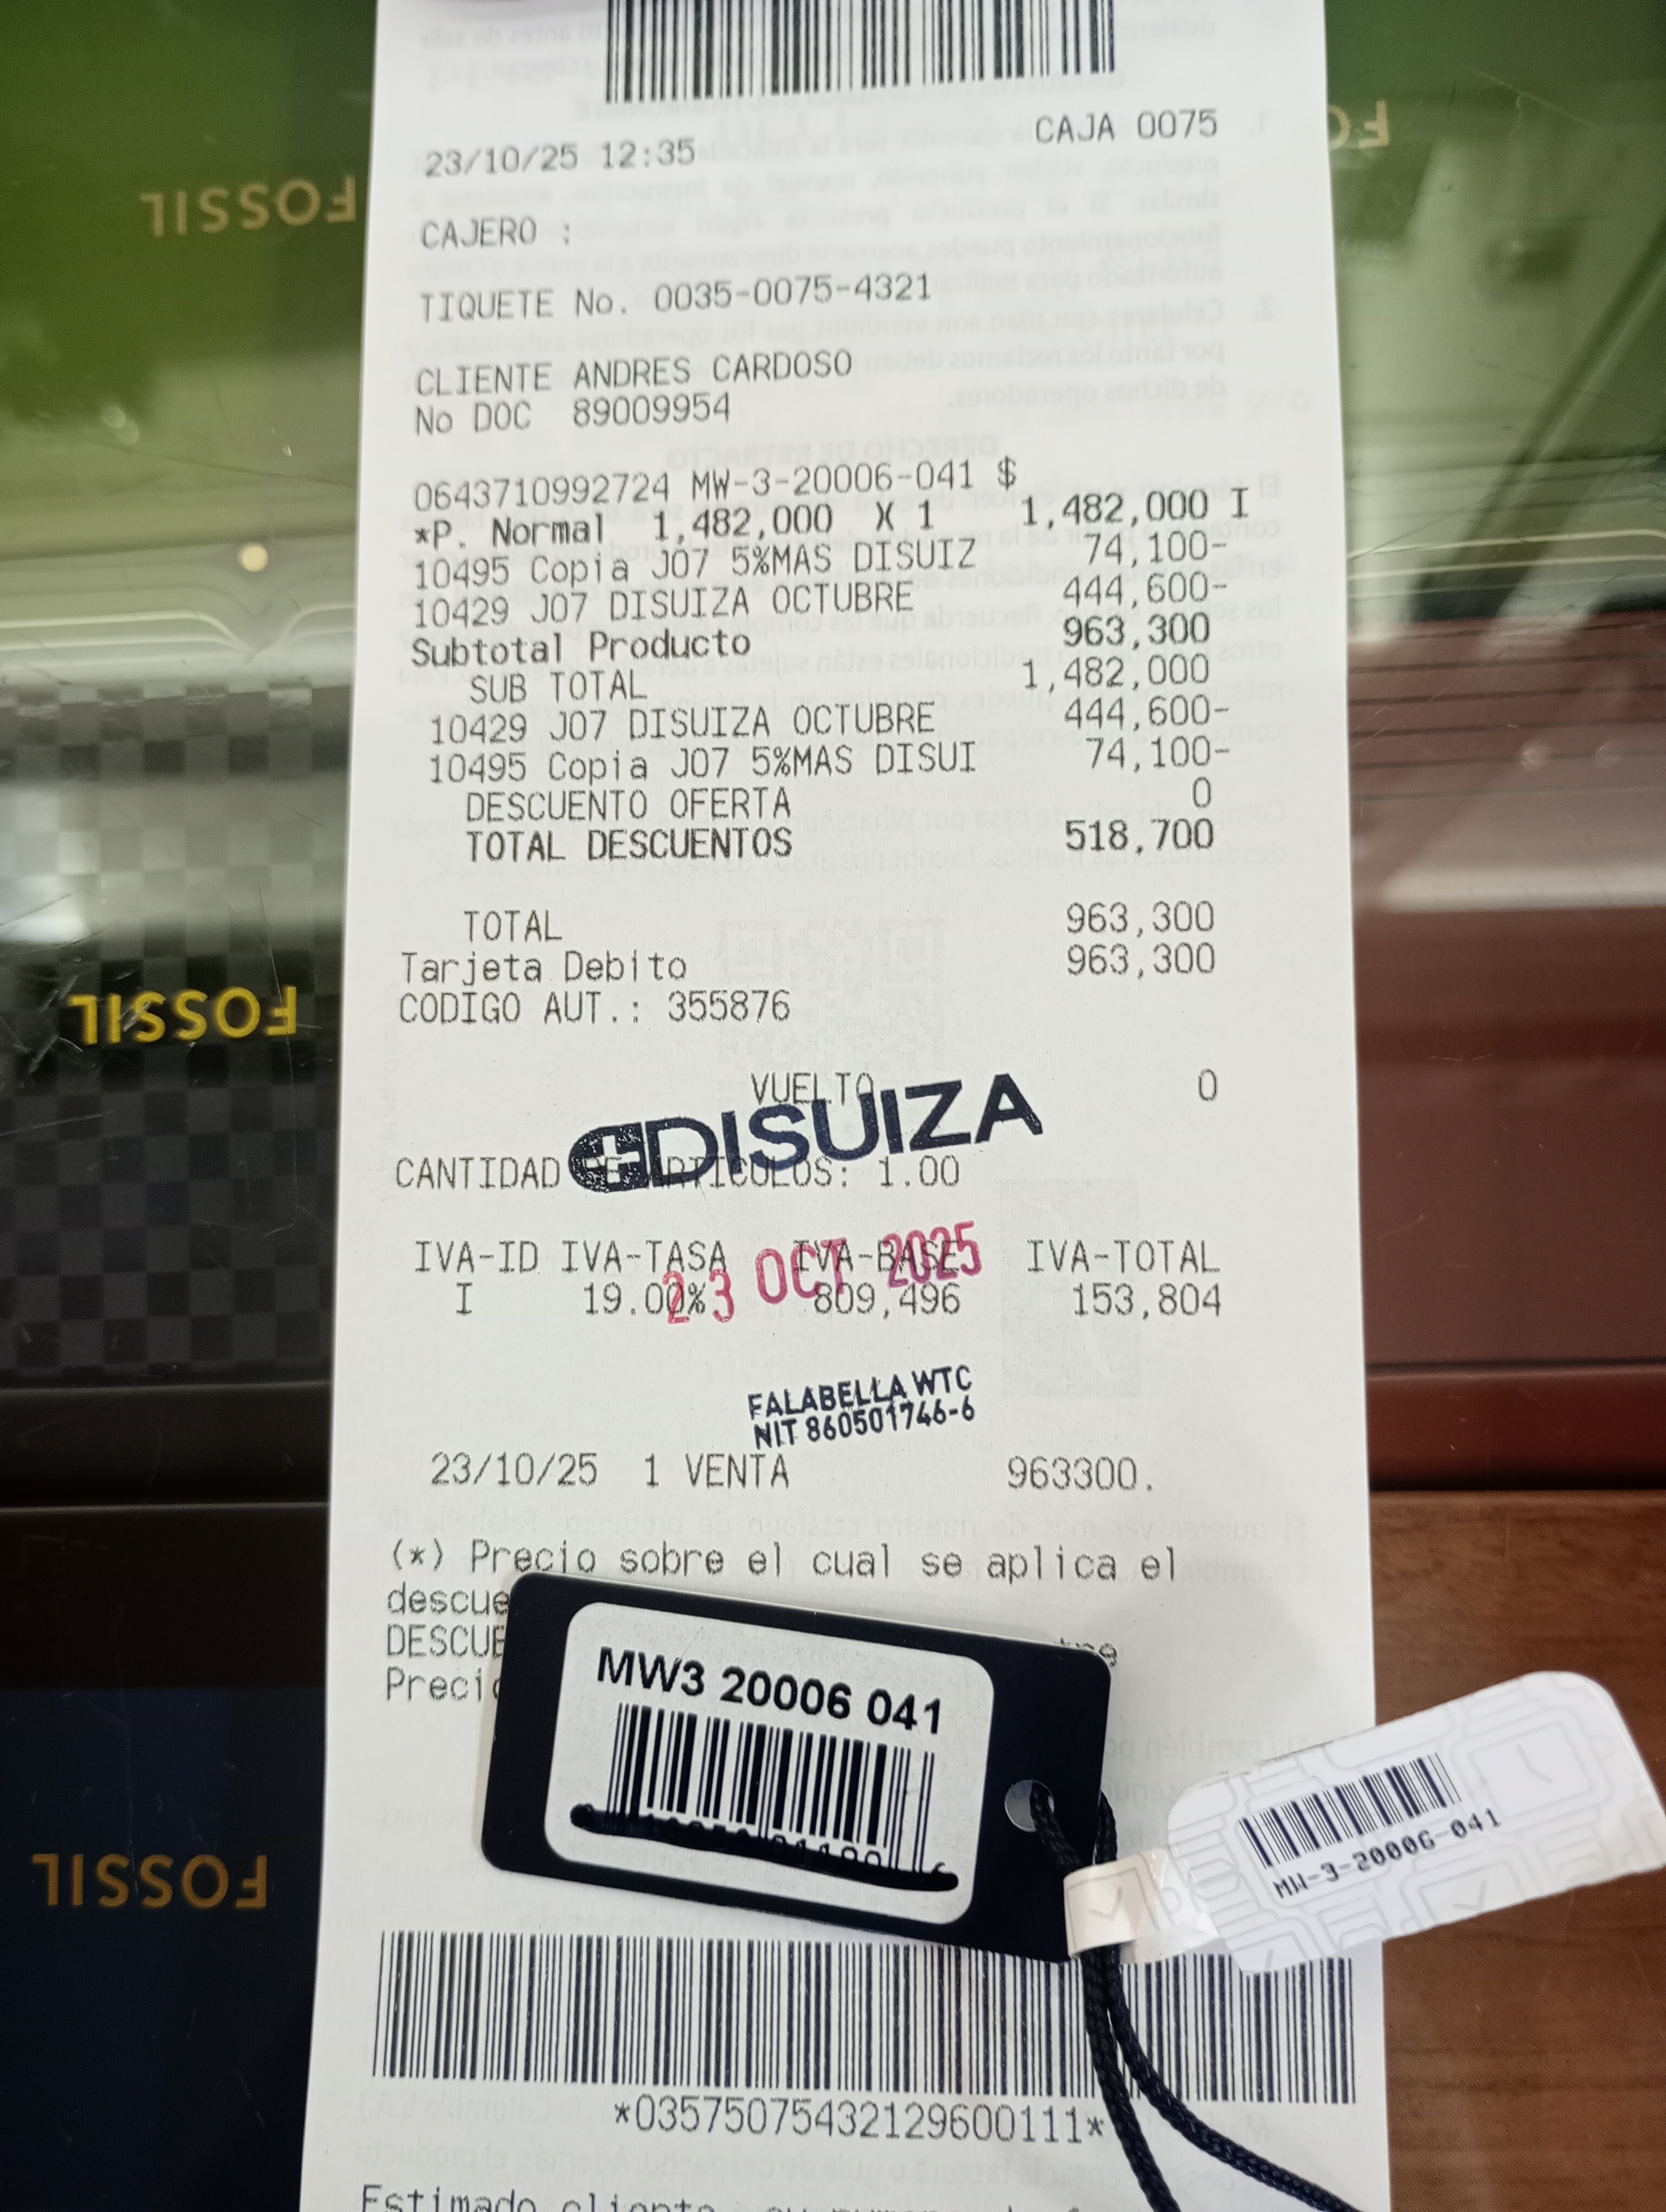 CAJA 0075
23/10/25 12:35
CAJERO :
TIQUETE No. 0035-0075-4321
CLIENTE ANDRES CARDOSO
No DOC 89009954
0643710992724 MW-3-20006-041 $
*P. Normal 1,482,000 X 1 1,482,000 I
10495 Copia J07 5%MAS DISUIZ 74,100-
10429 J07 DISUIZA OCTUBRE 444,600-
Subtotal Producto 963,300
SUB TOTAL 1,482,000
10429 J07 DISUIZA OCTUBRE 444,600-
10495 Copia J07 5%MAS DISUI 74,100-
DESCUENTO OFERTA 0
TOTAL DESCUENTOS 518,700
TOTAL 963,300
Tarjeta Debito 963,300
CODIGO AUT.: 355876
VUELTO 0
DISUIZA
CANTIDAD DE ARTICULOS: 1.00
IVA-ID IVA-TASA IVA-BASE IVA-TOTAL
23 OCT 2025
I 19.00% 809,496 153,804
FALABELLA WTC
NIT 860501746-6
23/10/25 1 VENTA 963300.
(*) Precio sobre el cual se aplica el
MW3 20006 041
MW-3-20006-041
*03575075432129600111*
Estimado cliente
FOSSIL
FOSSIL
FOSSIL